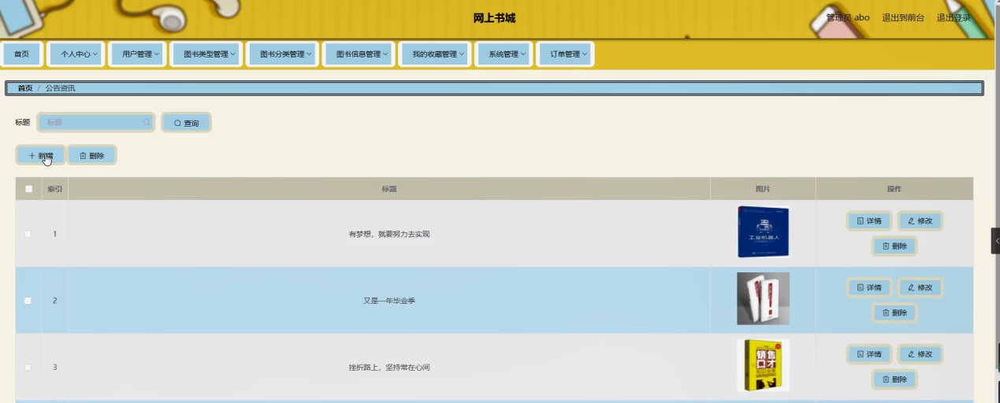 网上书城
管理员 abo 退出到前台 退出登录
首页 个人中心 用户管理 图书类型管理 图书分类管理 图书信息管理 我的收藏管理 系统管理 订单管理
首页 / 公告资讯
标题 标题 查询
新增 删除
索引 标题 图片 操作
1 有梦想，就要努力去实现 工业机器人 详情 修改
删除
2 又是一年毕业季 详情 修改
删除
3 挫折路上，坚持常在心间 销售口才 详情 修改
删除